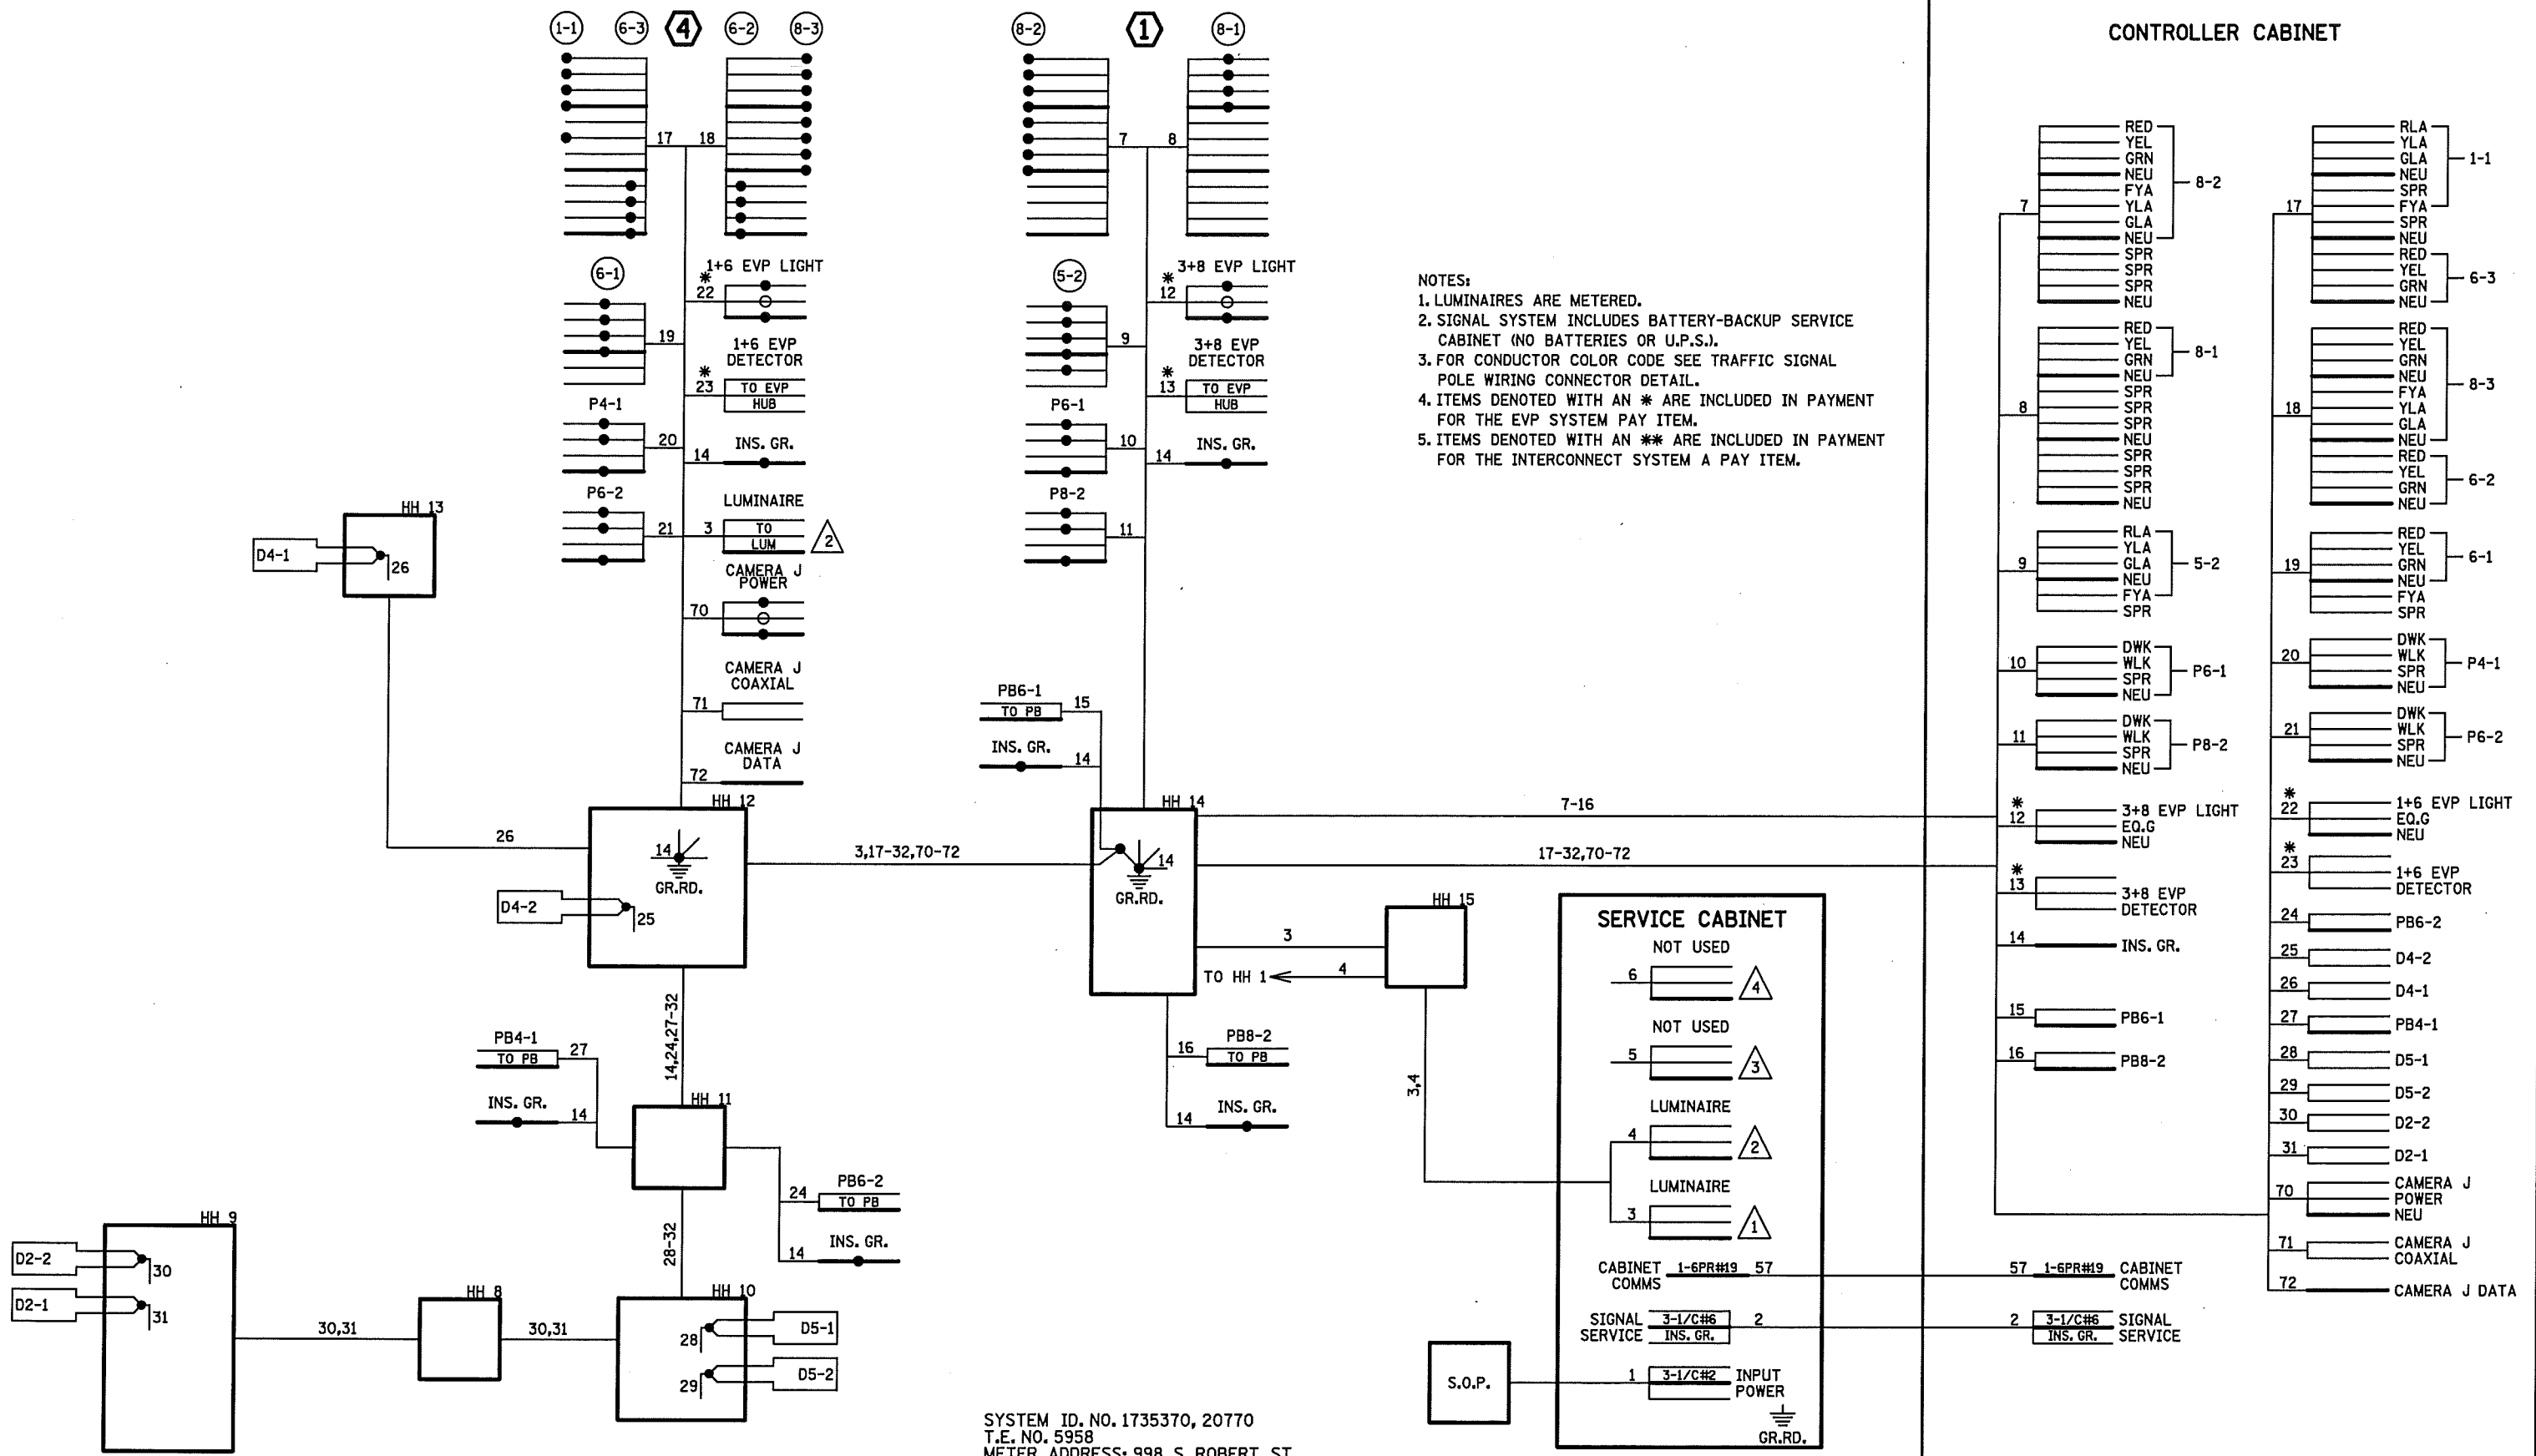 1-1 6-3 4 6-2 8-3
17 18
6-1
19
1+6 EVP LIGHT
*
22
1+6 EVP
DETECTOR
*
23 TO EVP
HUB
P4-1
20
INS. GR.
14
P6-2
21
LUMINAIRE
3 TO
LUM
2
CAMERA J
POWER
70
CAMERA J
COAXIAL
71
CAMERA J
DATA
72
8-2 1 8-1
7 8
5-2
9
3+8 EVP LIGHT
*
12
3+8 EVP
DETECTOR
*
13 TO EVP
HUB
P6-1
10
INS. GR.
14
P8-2
11
NOTES:
1. LUMINAIRES ARE METERED.
2. SIGNAL SYSTEM INCLUDES BATTERY-BACKUP SERVICE
CABINET (NO BATTERIES OR U.P.S.).
3. FOR CONDUCTOR COLOR CODE SEE TRAFFIC SIGNAL
POLE WIRING CONNECTOR DETAIL.
4. ITEMS DENOTED WITH AN * ARE INCLUDED IN PAYMENT
FOR THE EVP SYSTEM PAY ITEM.
5. ITEMS DENOTED WITH AN ** ARE INCLUDED IN PAYMENT
FOR THE INTERCONNECT SYSTEM A PAY ITEM.
HH 13
D4-1
26
26
HH 12
14
GR.RD.
D4-2
25
3,17-32,70-72
PB6-1
TO PB 15
INS. GR.
14
HH 14
14
GR.RD.
7-16
17-32,70-72
HH 15
3
TO HH 1 4
3,4
PB8-2
16 TO PB
INS. GR.
14
14,24,27-32
PB4-1
TO PB 27
INS. GR.
14
HH 11
PB6-2
24 TO PB
INS. GR.
14
28-32
HH 9
D2-2
30
D2-1
31
30,31
HH 8
30,31
HH 10
28 D5-1
29 D5-2
SYSTEM ID. NO. 1735370, 20770
T.E. NO. 5958
METER ADDRESS: 998 S. ROBERT ST.
S.O.P.
SERVICE CABINET
NOT USED
6 4
NOT USED
5 3
LUMINAIRE
4 2
LUMINAIRE
3 1
CABINET
COMMS
1-6PR#19 57
SIGNAL
SERVICE
3-1/C#6 2
INS. GR.
1 3-1/C#2 INPUT
POWER
GR.RD.
CONTROLLER CABINET
7
RED
YEL
GRN
NEU
FYA
YLA
GLA
NEU
8-2
SPR
SPR
SPR
NEU
8
RED
YEL
GRN
NEU
8-1
SPR
SPR
SPR
NEU
SPR
SPR
SPR
NEU
9
RLA
YLA
GLA
NEU
FYA
5-2
SPR
10
DWK
WLK
SPR
NEU
P6-1
11
DWK
WLK
SPR
NEU
P8-2
*
12
3+8 EVP LIGHT
EQ.G
NEU
*
13
3+8 EVP
DETECTOR
14 INS. GR.
15 PB6-1
16 PB8-2
57 1-6PR#19 CABINET
COMMS
2 3-1/C#6 SIGNAL
INS. GR. SERVICE
17
RLA
YLA
GLA
NEU
SPR
FYA
1-1
SPR
NEU
RED
YEL
GRN
NEU
6-3
18
RED
YEL
GRN
NEU
FYA
YLA
GLA
NEU
8-3
RED
YEL
GRN
NEU
6-2
19
RED
YEL
GRN
NEU
6-1
FYA
SPR
20
DWK
WLK
SPR
NEU
P4-1
21
DWK
WLK
SPR
NEU
P6-2
*
22
1+6 EVP LIGHT
EQ.G
NEU
*
23
1+6 EVP
DETECTOR
24 PB6-2
25 D4-2
26 D4-1
27 PB4-1
28 D5-1
29 D5-2
30 D2-2
31 D2-1
70
CAMERA J
POWER
NEU
71 CAMERA J
COAXIAL
72 CAMERA J DATA